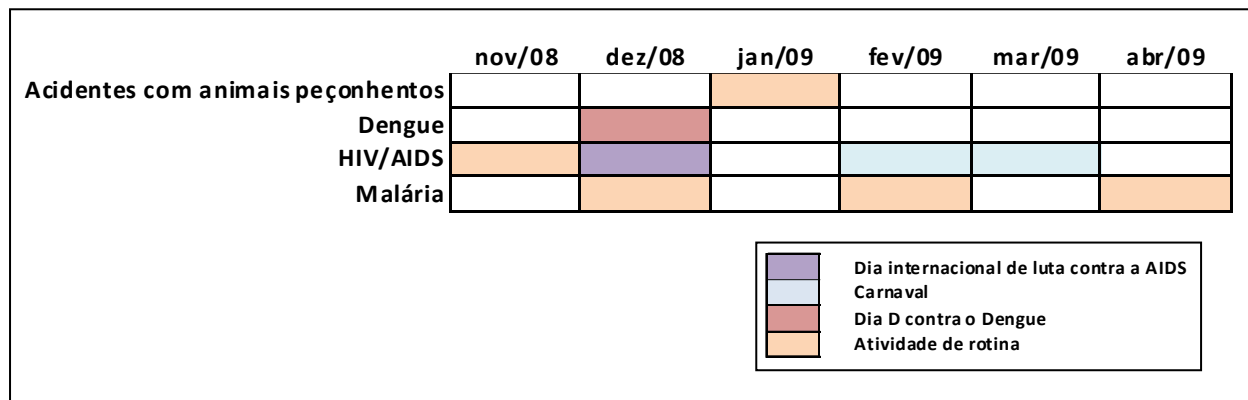 nov/08 dez/08 jan/09 fev/09 mar/09 abr/09
Acidentes com animais peçonhentos
Dengue
HIV/AIDS
Malária
Dia internacional de luta contra a AIDS
Carnaval
Dia D contra o Dengue
Atividade de rotina